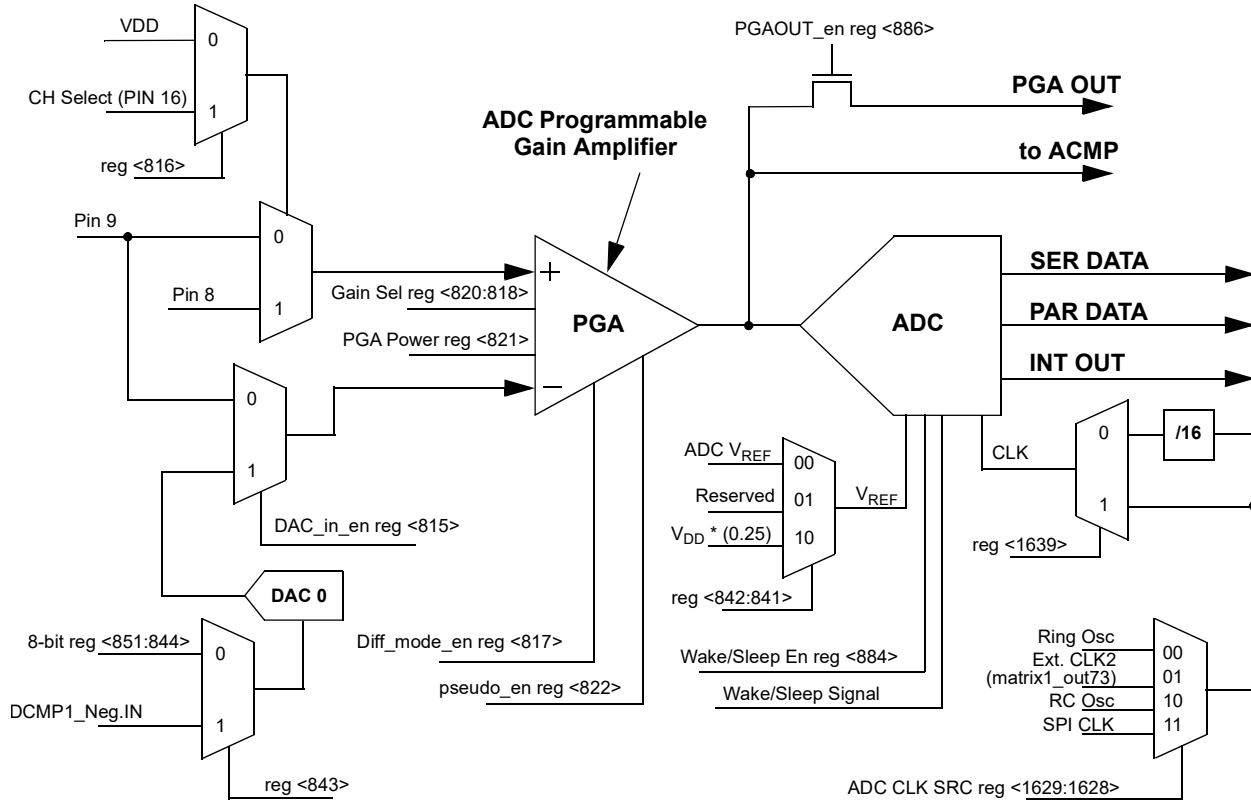 VDD
0
CH Select (PIN 16)
1
reg <816>
PGAOUT_en reg <886>
PGA OUT
to ACMP
ADC Programmable
Gain Amplifier
Pin 9
0
Pin 8
1
+
Gain Sel reg <820:818>
PGA
PGA Power reg <821>
−
ADC
SER DATA
PAR DATA
INT OUT
0
1
DAC_in_en reg <815>
DAC 0
8-bit reg <851:844>
0
DCMP1_Neg.IN
1
reg <843>
Diff_mode_en reg <817>
pseudo_en reg <822>
ADC VREF
00
Reserved
01
VDD * (0.25)
10
VREF
reg <842:841>
Wake/Sleep En reg <884>
Wake/Sleep Signal
CLK
0
/16
1
reg <1639>
Ring Osc
00
Ext. CLK2
(matrix1_out73)
01
RC Osc
10
SPI CLK
11
ADC CLK SRC reg <1629:1628>